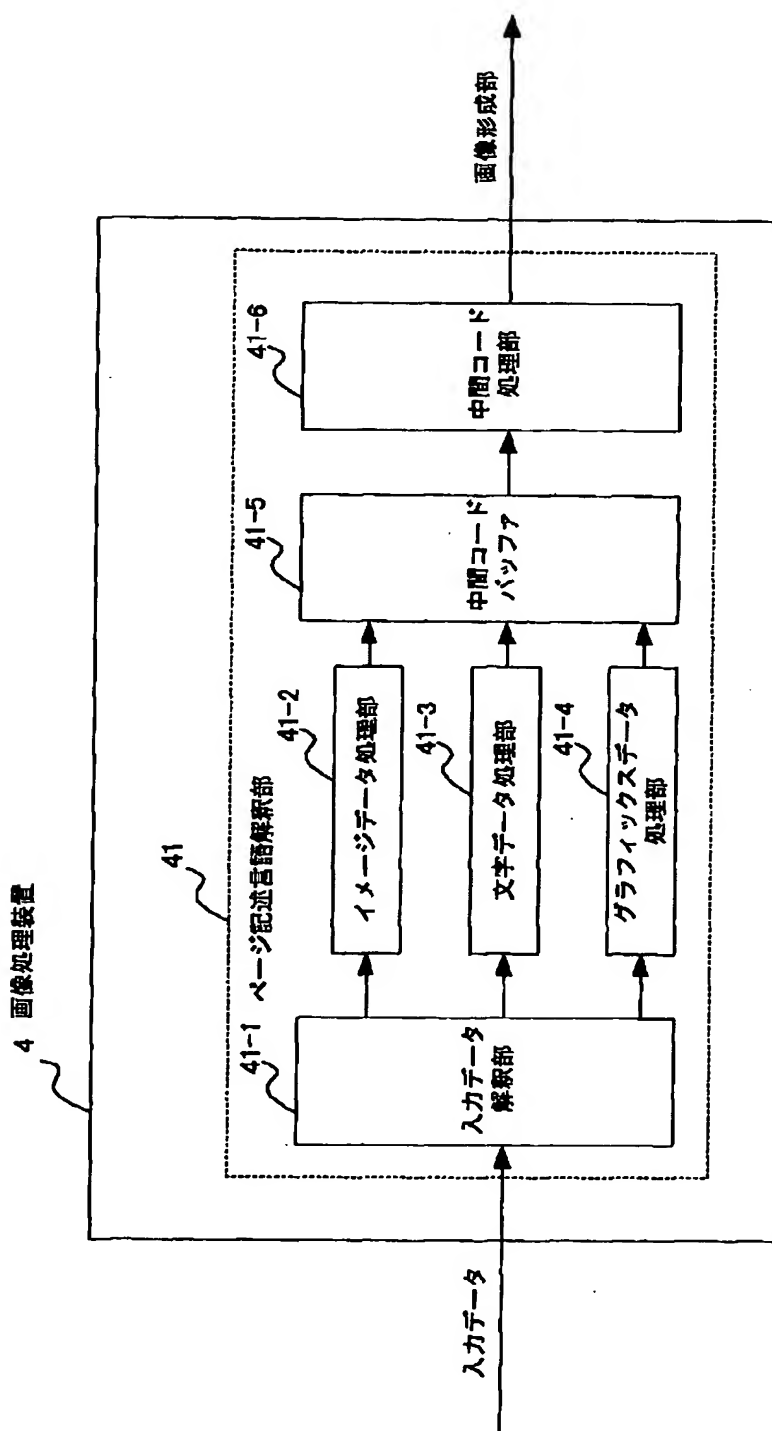 4 画像処理装置
41 ページ記述言語解釈部
入力データ
41-1
入力データ
解釈部
41-2
イメージデータ処理部
41-3
文字データ処理部
41-4
グラフィックスデータ
処理部
41-5
中間コード
バッファ
41-6
中間コード
処理部
画像形成部